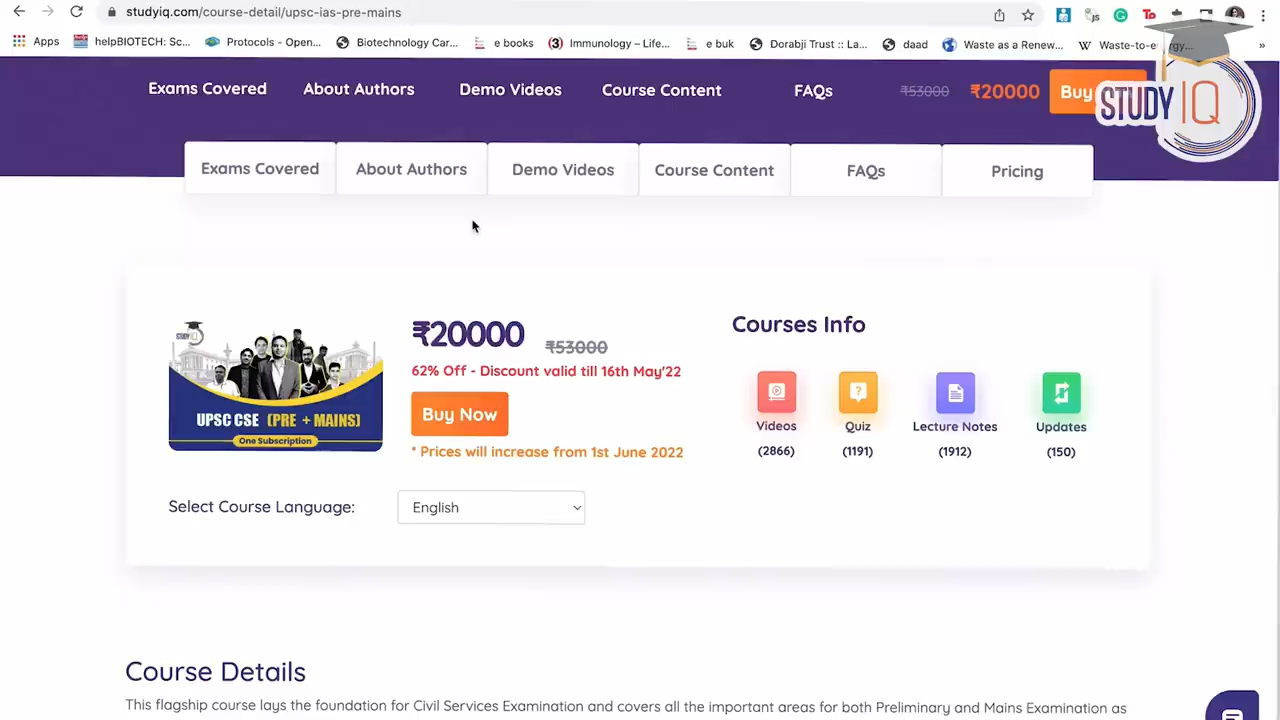 studyiq.com/course-detail/upsc-ias-pre-mains
Apps
helpBIOTECH: Sc...
Protocols - Open...
Biotechnology Car...
e books
Immunology – Life...
e buk
Dorabji Trust :: La...
daad
Waste as a Renew...
Waste-to-energy...
»
Exams Covered
About Authors
Demo Videos
Course Content
FAQs
₹53000
₹20000
Buy
STUDY IQ
Exams Covered
About Authors
Demo Videos
Course Content
FAQs
Pricing
STUDY IQ
UPSC CSE (PRE + MAINS)
One Subscription
₹20000 ₹53000
62% Off - Discount valid till 16th May'22
Buy Now
* Prices will increase from 1st June 2022
Courses Info
Videos
Quiz
Lecture Notes
Updates
(2866)
(1191)
(1912)
(150)
Select Course Language:
English
Course Details
This flagship course lays the foundation for Civil Services Examination and covers all the important areas for both Preliminary and Mains Examination as